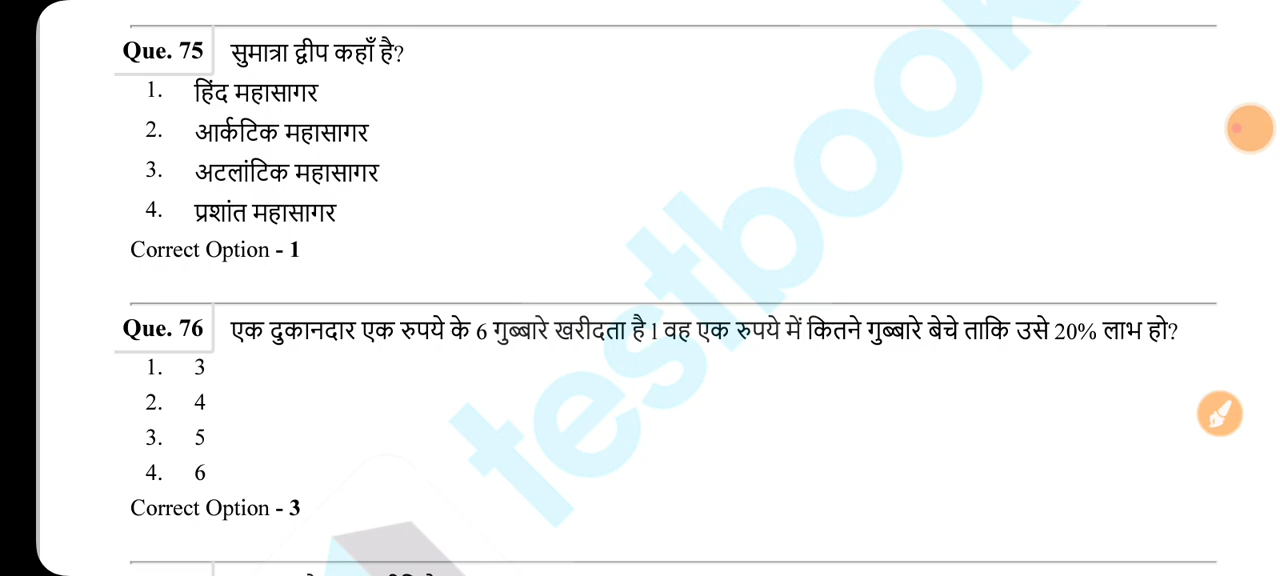 Que. 75 सुमात्रा द्वीप कहाँ है?
1. हिंद महासागर
2. आर्कटिक महासागर
3. अटलांटिक महासागर
4. प्रशांत महासागर
Correct Option - 1
Que. 76 एक दुकानदार एक रुपये के 6 गुब्बारे खरीदता है l वह एक रुपये में कितने गुब्बारे बेचे ताकि उसे 20% लाभ हो?
1. 3
2. 4
3. 5
4. 6
Correct Option - 3
testbook